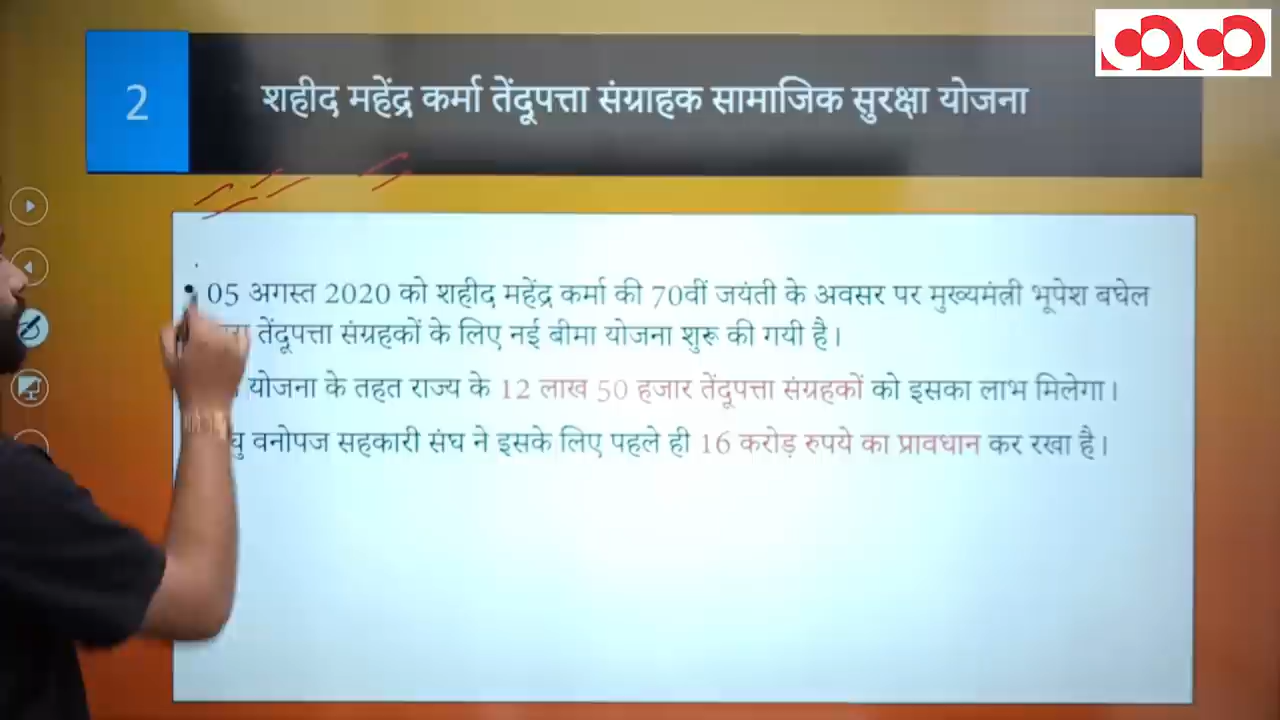 2
शहीद महेंद्र कर्मा तेंदूपत्ता संग्राहक सामाजिक सुरक्षा योजना
05 अगस्त 2020 को शहीद महेंद्र कर्मा की 70वीं जयंती के अवसर पर मुख्यमंत्री भूपेश बघेल
तेंदूपत्ता संग्रहकों के लिए नई बीमा योजना शुरू की गयी है।
योजना के तहत राज्य के 12 लाख 50 हजार तेंदूपत्ता संग्रहकों को इसका लाभ मिलेगा।
वनोपज सहकारी संघ ने इसके लिए पहले ही 16 करोड़ रुपये का प्रावधान कर रखा है।